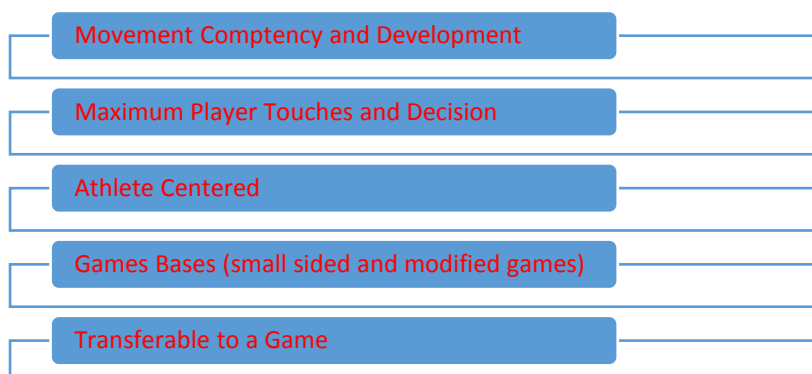 Movement Comptency and Development
Maximum Player Touches and Decision
Athlete Centered
Games Bases (small sided and modified games)
Transferable to a Game